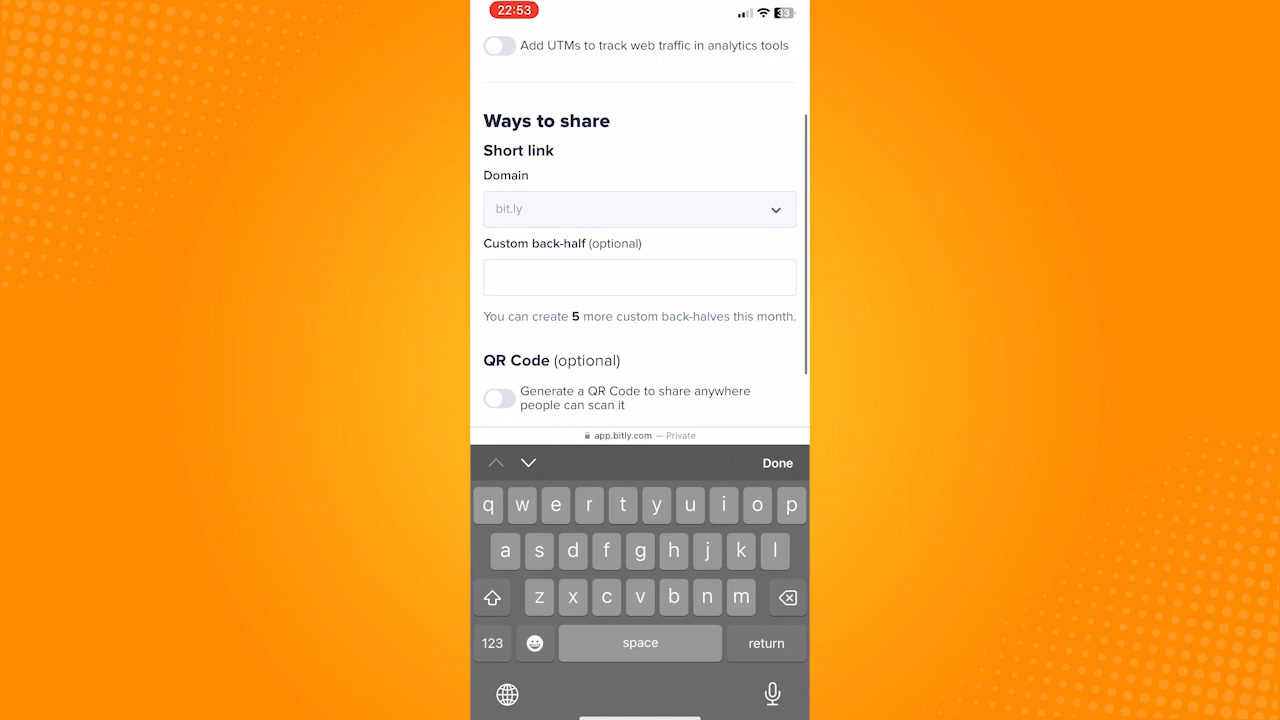 22:53
33
Add UTMs to track web traffic in analytics tools
Ways to share
Short link
Domain
bit.ly
Custom back-half (optional)
You can create 5 more custom back-halves this month.
QR Code (optional)
Generate a QR Code to share anywhere
people can scan it
app.bitly.com — Private
Done
q w e r t y u i o p
a s d f g h j k l
z x c v b n m
123 space return